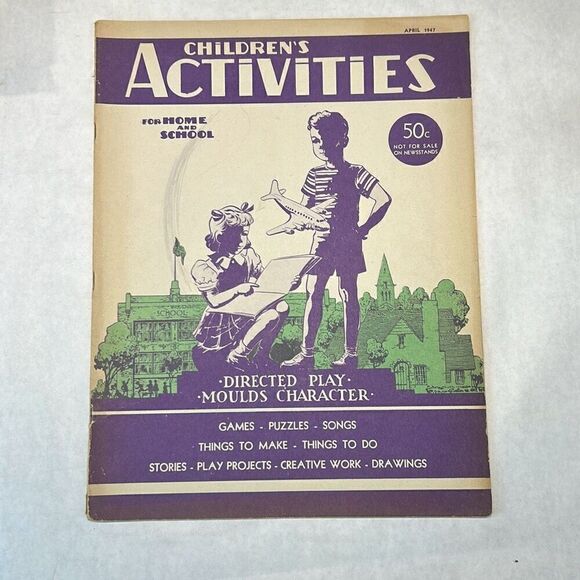 APRIL 1947
CHILDREN'S
ACTIVITIES
FOR HOME
AND
SCHOOL
50c
NOT FOR SALE
ON NEWSSTANDS
SCHOOL
·DIRECTED PLAY·
·MOULDS CHARACTER·
GAMES - PUZZLES - SONGS
THINGS TO MAKE - THINGS TO DO
STORIES - PLAY PROJECTS - CREATIVE WORK - DRAWINGS